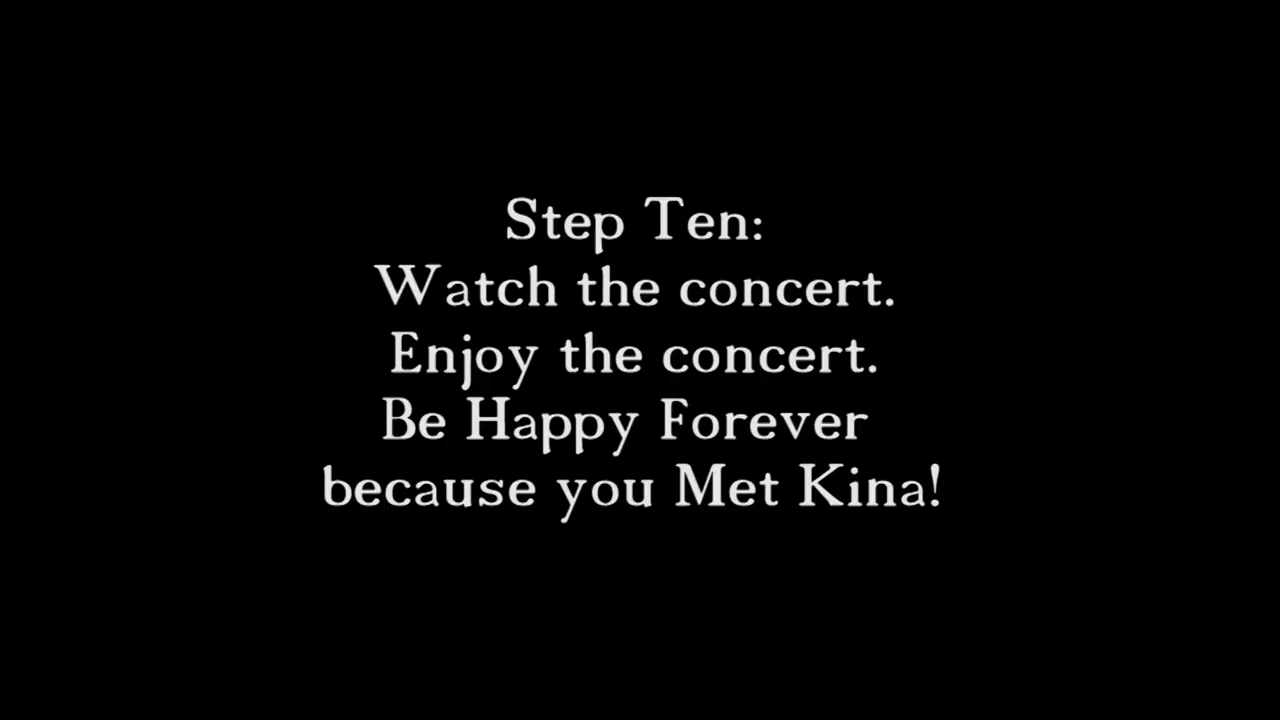 Step Ten:
Watch the concert.
Enjoy the concert.
Be Happy Forever
because you Met Kina!